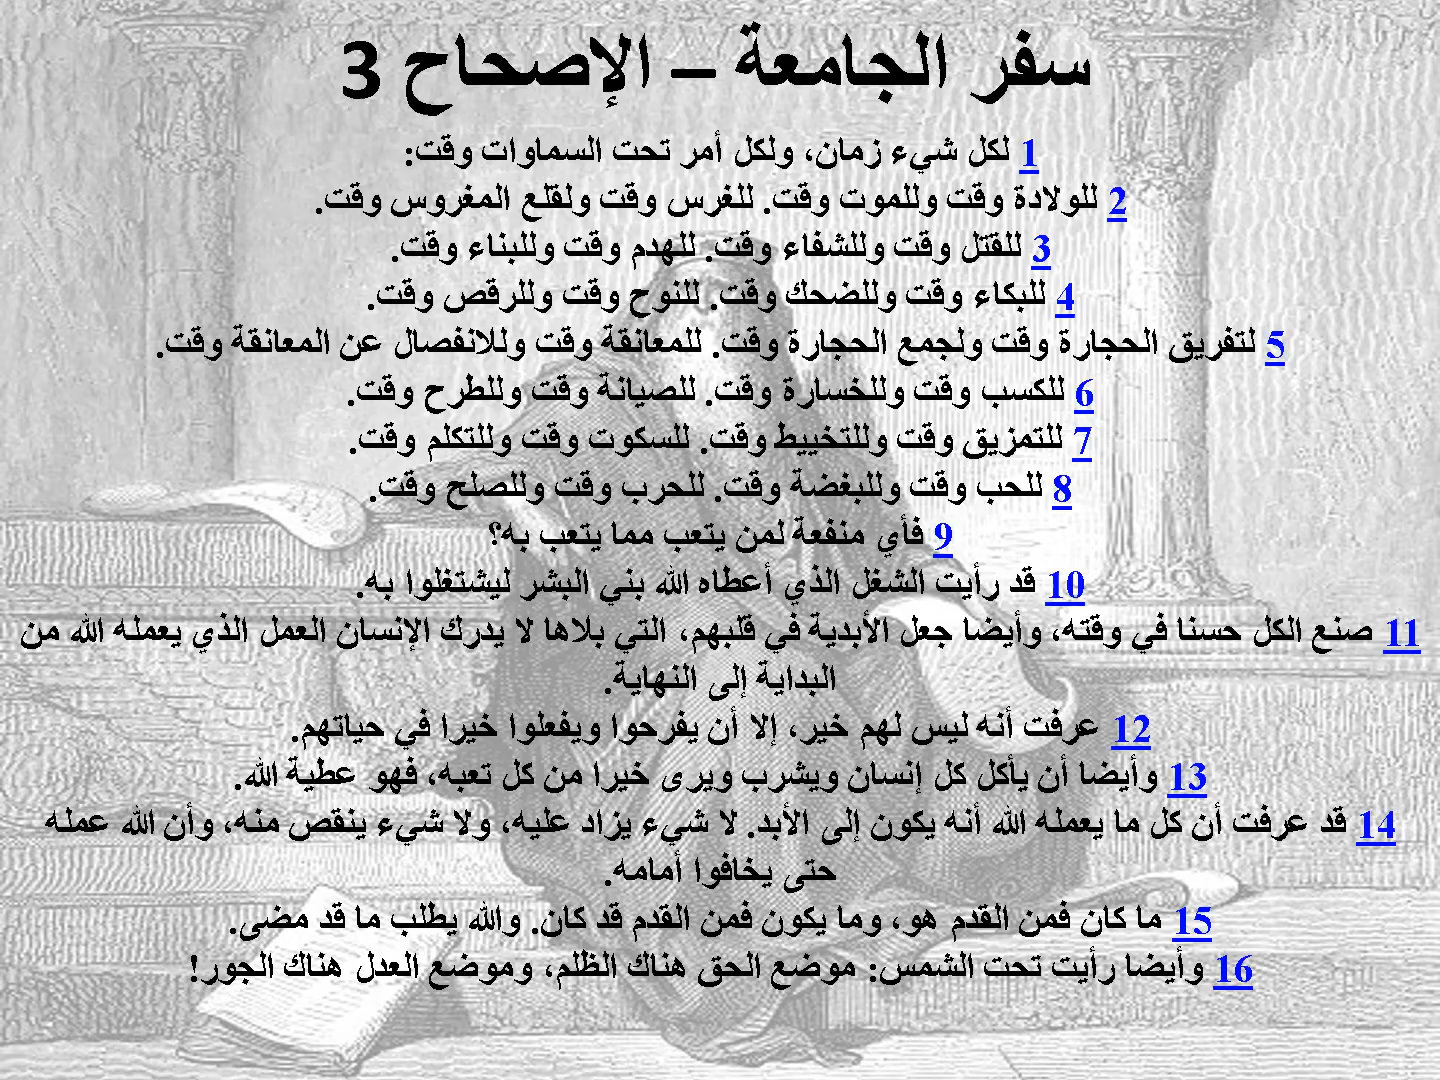 سفر الجامعة – الإصحاح 3
1 لكل شيء زمان، ولكل أمر تحت السماوات وقت:
2 للولادة وقت وللموت وقت. للغرس وقت ولقلع المغروس وقت.
3 للقتل وقت وللشفاء وقت. للهدم وقت وللبناء وقت.
4 للبكاء وقت وللضحك وقت. للنوح وقت وللرقص وقت.
5 لتفريق الحجارة وقت ولجمع الحجارة وقت. للمعانقة وقت وللانفصال عن المعانقة وقت.
6 للكسب وقت وللخسارة وقت. للصيانة وقت وللطرح وقت.
7 للتمزيق وقت وللتخييط وقت. للسكوت وقت وللتكلم وقت.
8 للحب وقت وللبغضة وقت. للحرب وقت وللصلح وقت.
9 فأي منفعة لمن يتعب مما يتعب به؟
10 قد رأيت الشغل الذي أعطاه الله بني البشر ليشتغلوا به.
11 صنع الكل حسنا في وقته، وأيضا جعل الأبدية في قلبهم، التي بلاها لا يدرك الإنسان العمل الذي يعمله الله من
البداية إلى النهاية.
12 عرفت أنه ليس لهم خير، إلا أن يفرحوا ويفعلوا خيرا في حياتهم.
13 وأيضا أن يأكل كل إنسان ويشرب ويرى خيرا من كل تعبه، فهو عطية الله.
14 قد عرفت أن كل ما يعمله الله أنه يكون إلى الأبد. لا شيء يزاد عليه، ولا شيء ينقص منه، وأن الله عمله
حتى يخافوا أمامه.
15 ما كان فمن القدم هو، وما يكون فمن القدم قد كان. والله يطلب ما قد مضى.
16 وأيضا رأيت تحت الشمس: موضع الحق هناك الظلم، وموضع العدل هناك الجور!